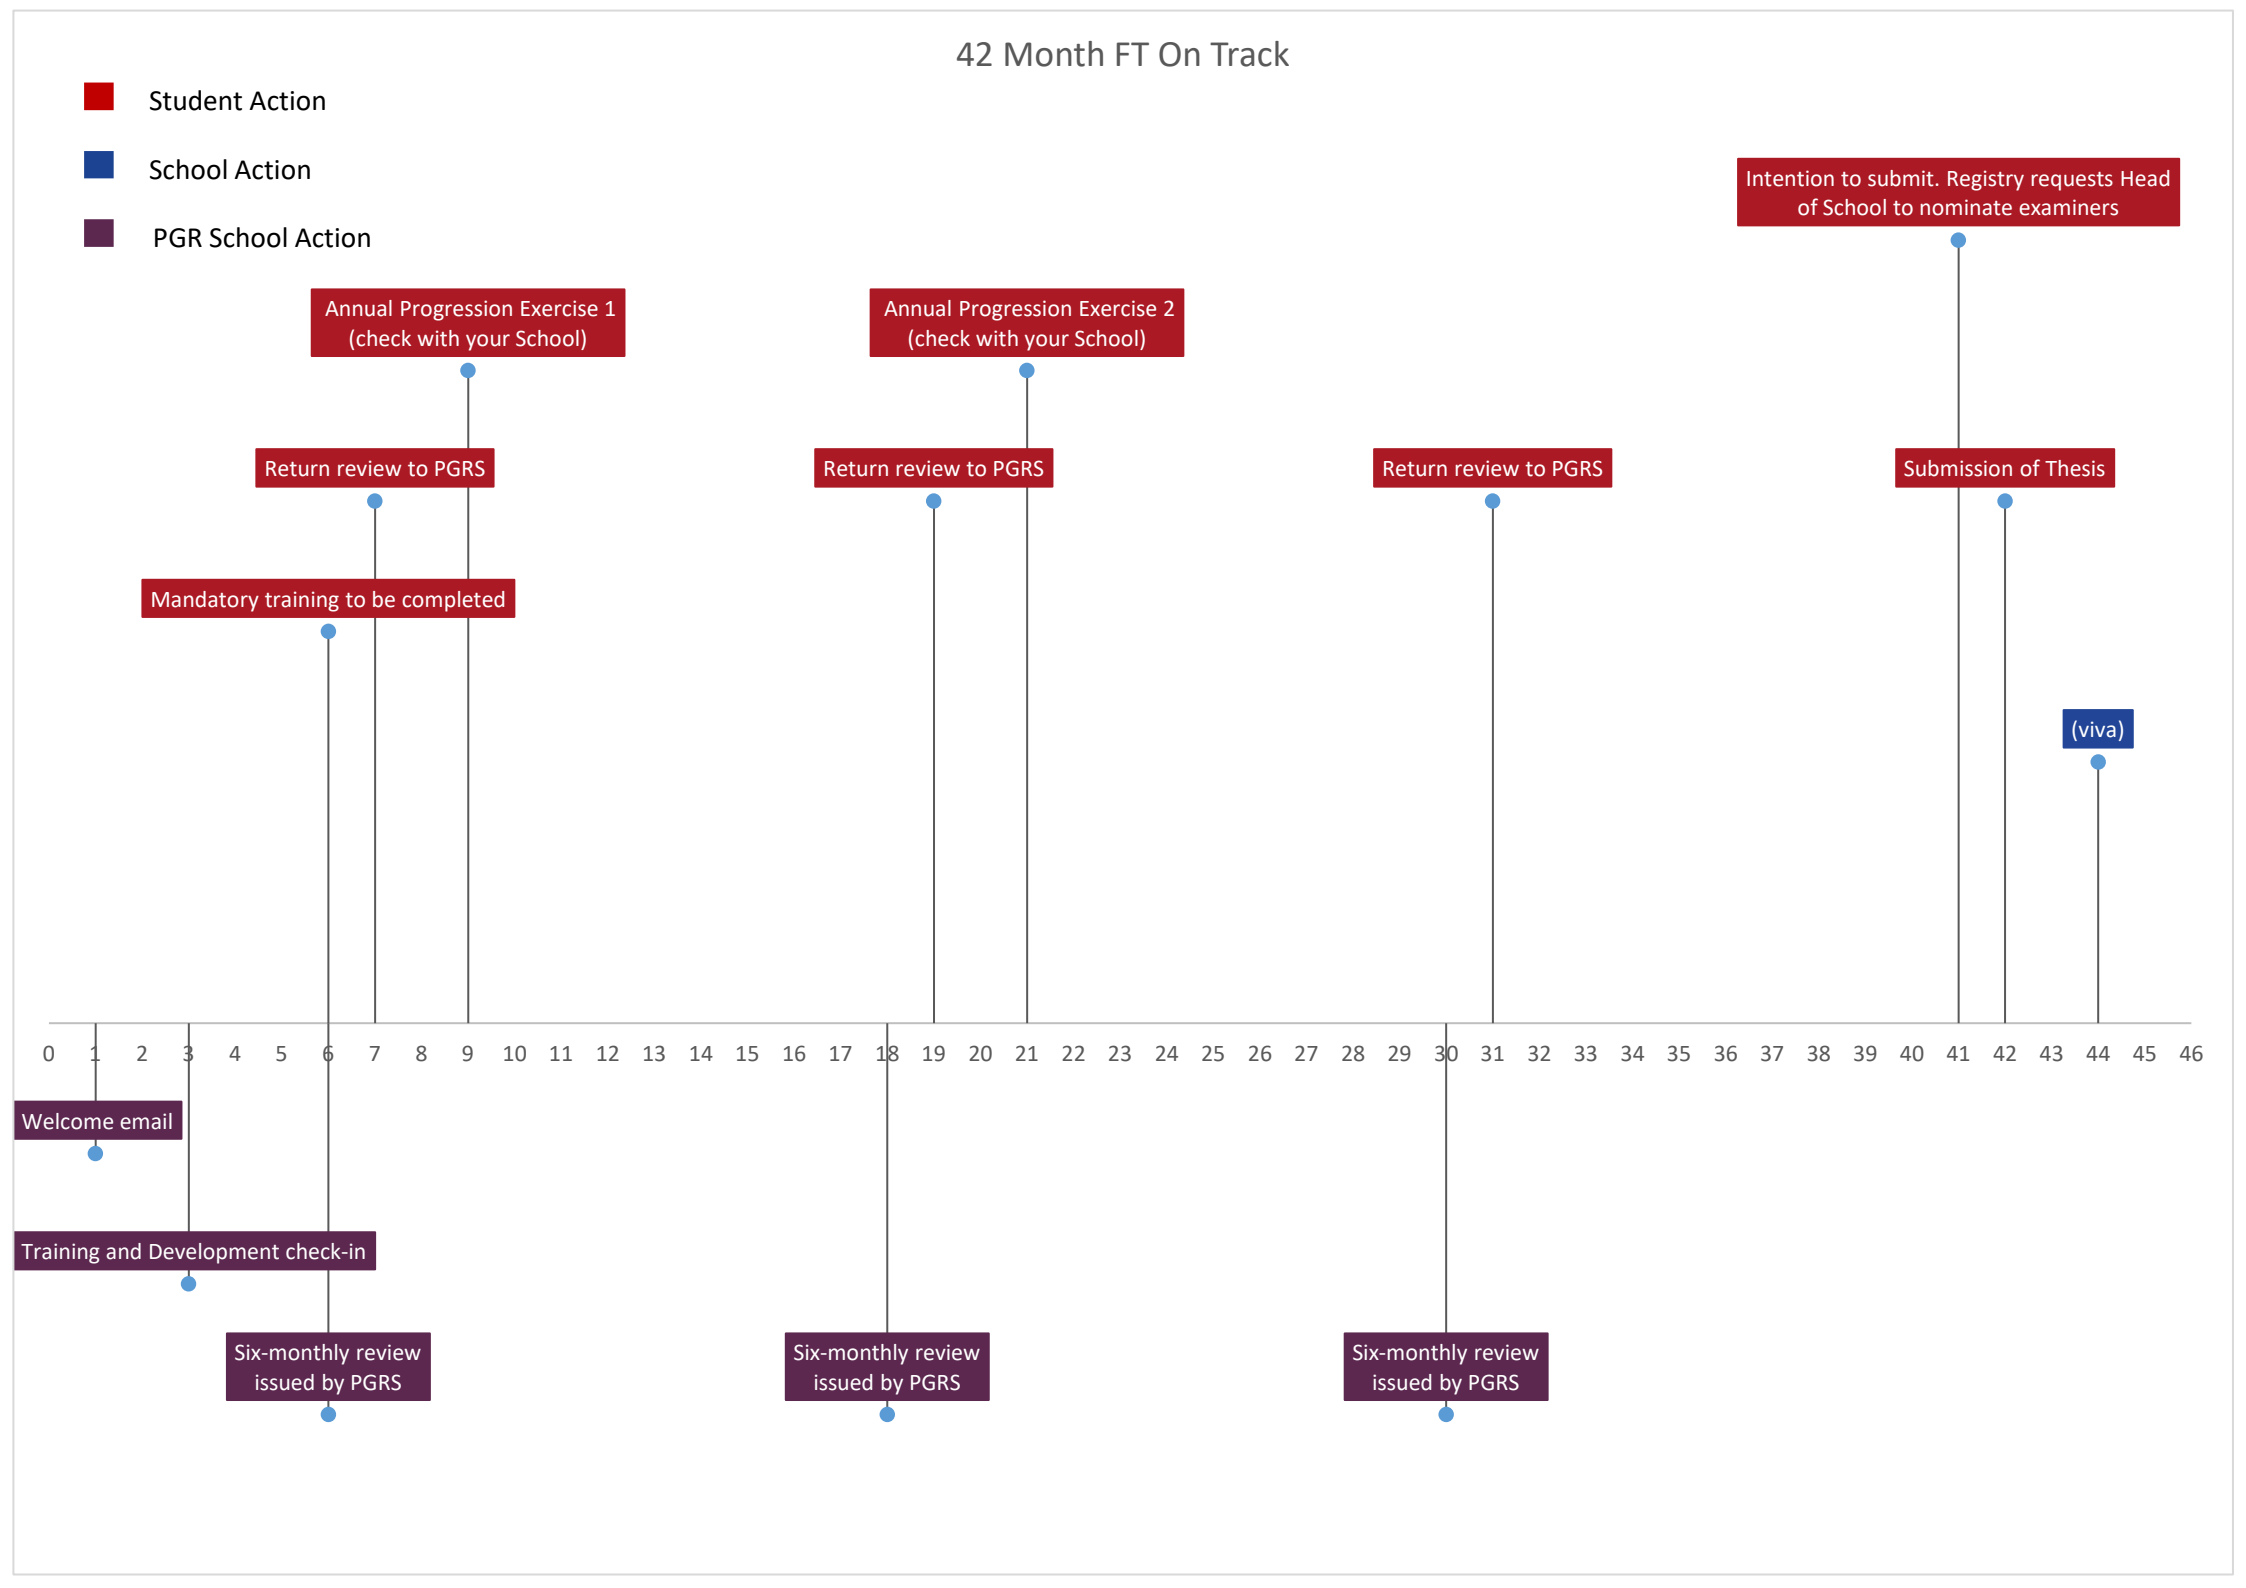 42 Month FT On Track
Student Action
School Action
PGR School Action
Intention to submit. Registry requests Head
of School to nominate examiners
Annual Progression Exercise 1
(check with your School)
Annual Progression Exercise 2
(check with your School)
Return review to PGRS
Return review to PGRS
Return review to PGRS
Submission of Thesis
Mandatory training to be completed
(viva)
0 1 2 3 4 5 6 7 8 9 10 11 12 13 14 15 16 17 18 19 20 21 22 23 24 25 26 27 28 29 30 31 32 33 34 35 36 37 38 39 40 41 42 43 44 45 46
Welcome email
Training and Development check-in
Six-monthly review
issued by PGRS
Six-monthly review
issued by PGRS
Six-monthly review
issued by PGRS